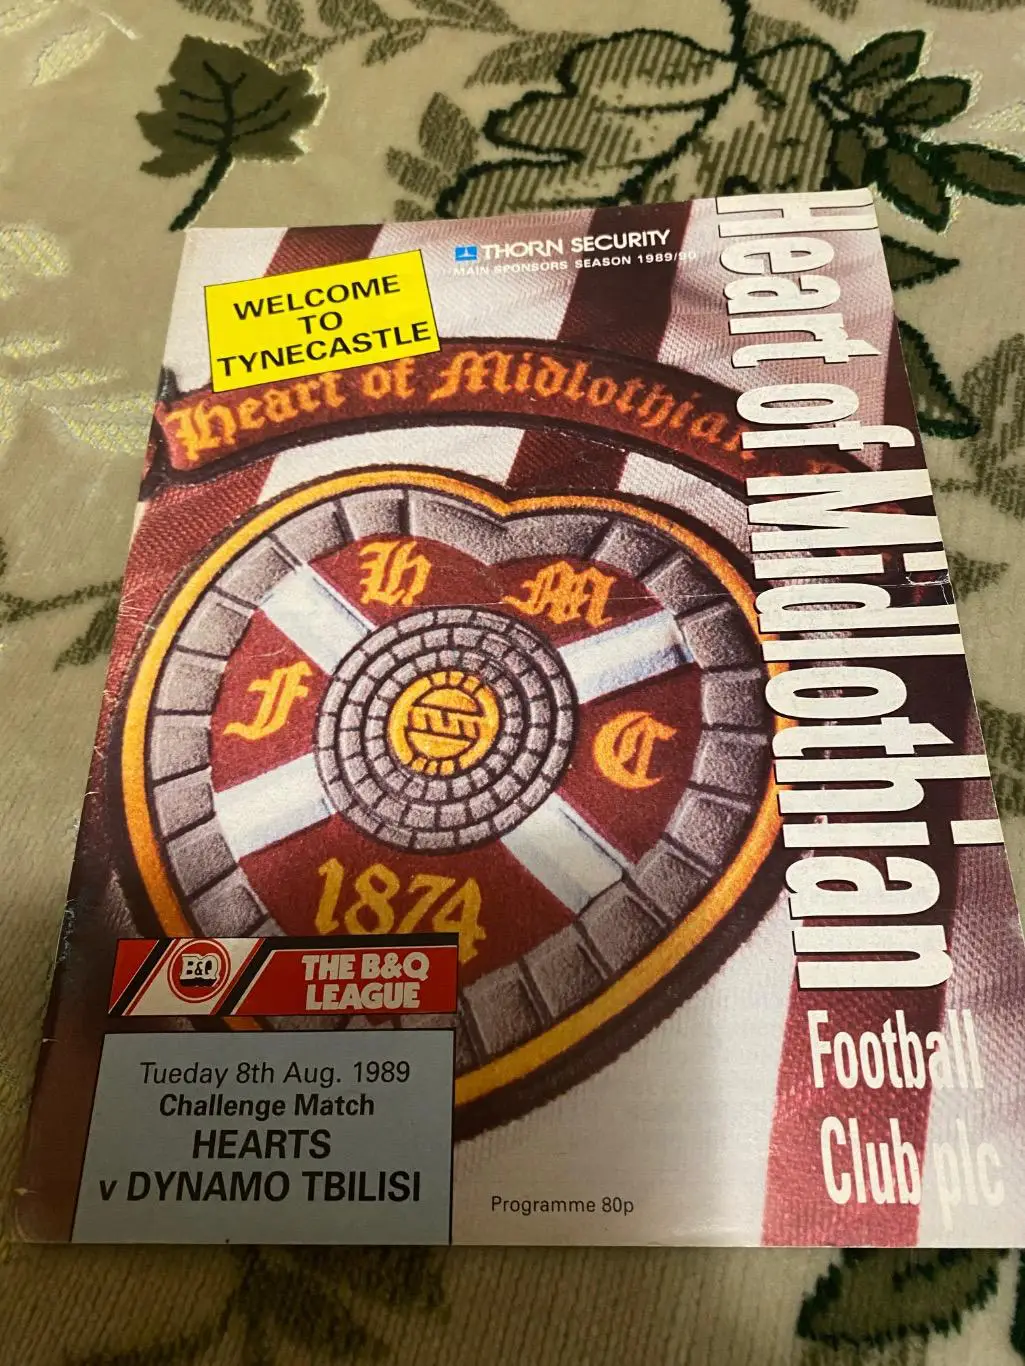 THORN SECURITY
MAIN SPONSORS SEASON 1989/90
WELCOME
TO
TYNECASTLE
Heart of Midlothian
Heart of Midlothian
Football
Club plc
H M
F C
1874
B&Q
THE B&Q
LEAGUE
Tueday 8th Aug. 1989
Challenge Match
HEARTS
v DYNAMO TBILISI
Programme 80p